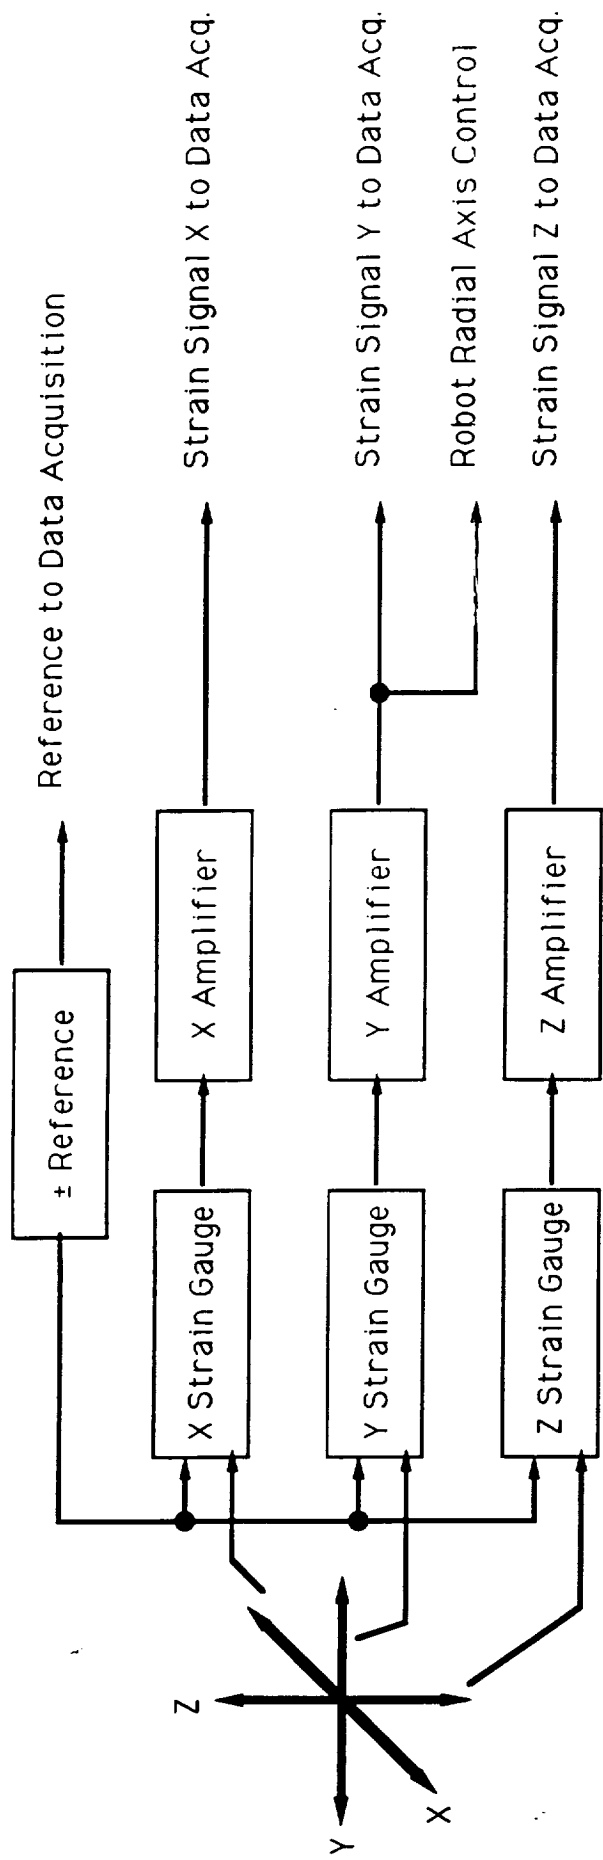 Reference to Data Acquisition
± Reference
X Strain Gauge
X Amplifier
Strain Signal X to Data Acq.
Y Strain Gauge
Y Amplifier
Strain Signal Y to Data Acq.
Robot Radial Axis Control
Z Strain Gauge
Z Amplifier
Strain Signal Z to Data Acq.
Z
Y
X